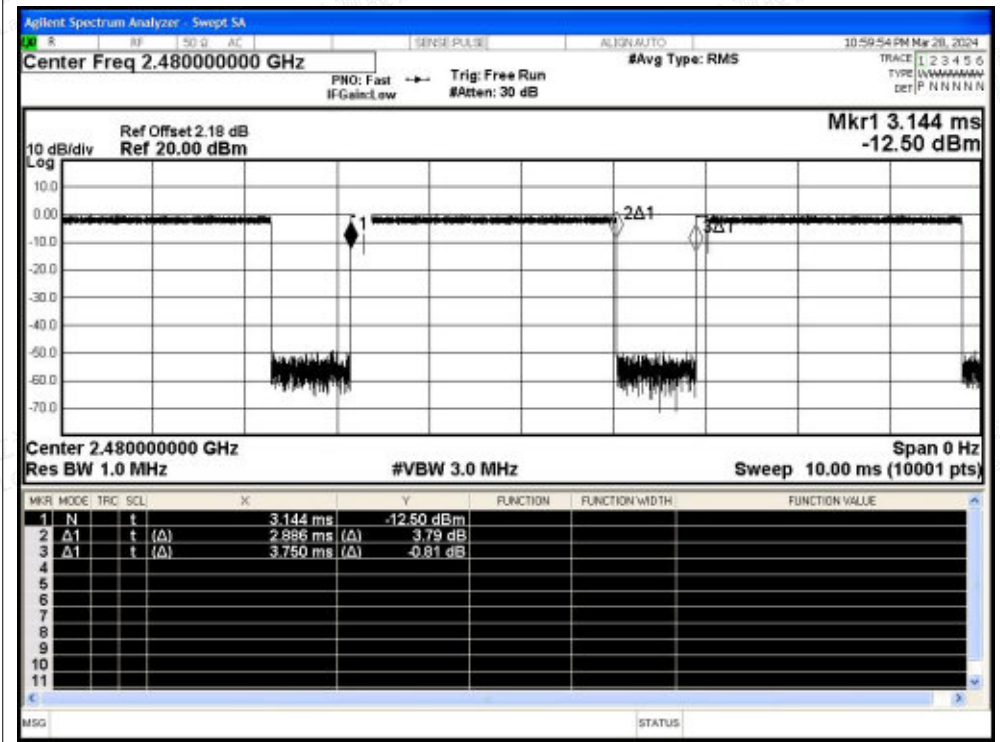 Agilent Spectrum Analyzer - Swept SA
R RF 50 Ω AC SENSE:PULSE ALIGN AUTO 10:59:54 PM Mar 28, 2024
Center Freq 2.480000000 GHz #Avg Type: RMS TRACE 1 2 3 4 5 6
PNO: Fast Trig: Free Run TYPE
IFGain:Low #Atten: 30 dB DET P N N N N N
Mkr1 3.144 ms
Ref Offset 2.18 dB
10 dB/div Ref 20.00 dBm -12.50 dBm
Log
10.0
0.00
-10.0
-20.0
-30.0
-40.0
-50.0
-60.0
-70.0
1
2Δ1
3Δ1
Center 2.480000000 GHz Span 0 Hz
Res BW 1.0 MHz #VBW 3.0 MHz Sweep 10.00 ms (10001 pts)
MKR MODE TRC SCL X Y FUNCTION FUNCTION WIDTH FUNCTION VALUE
1 N t 3.144 ms -12.50 dBm
2 Δ1 t (Δ) 2.886 ms (Δ) 3.79 dB
3 Δ1 t (Δ) 3.750 ms (Δ) -0.81 dB
4
5
6
7
8
9
10
11
MSG STATUS